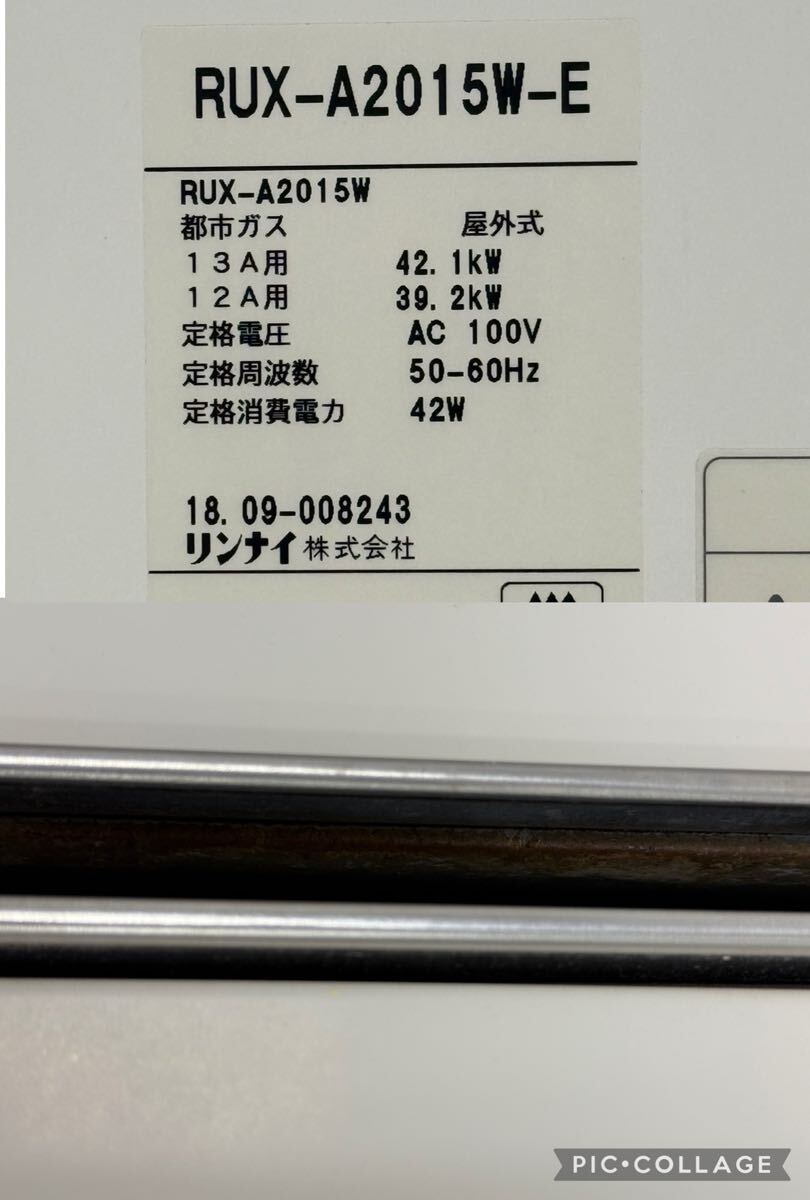 RUX-A2015W-E
RUX-A2015W
都市ガス 屋外式
13A用 42.1kW
12A用 39.2kW
定格電圧 AC 100V
定格周波数 50-60Hz
定格消費電力 42W
18.09-008243
リンナイ株式会社
PIC•COLLAGE